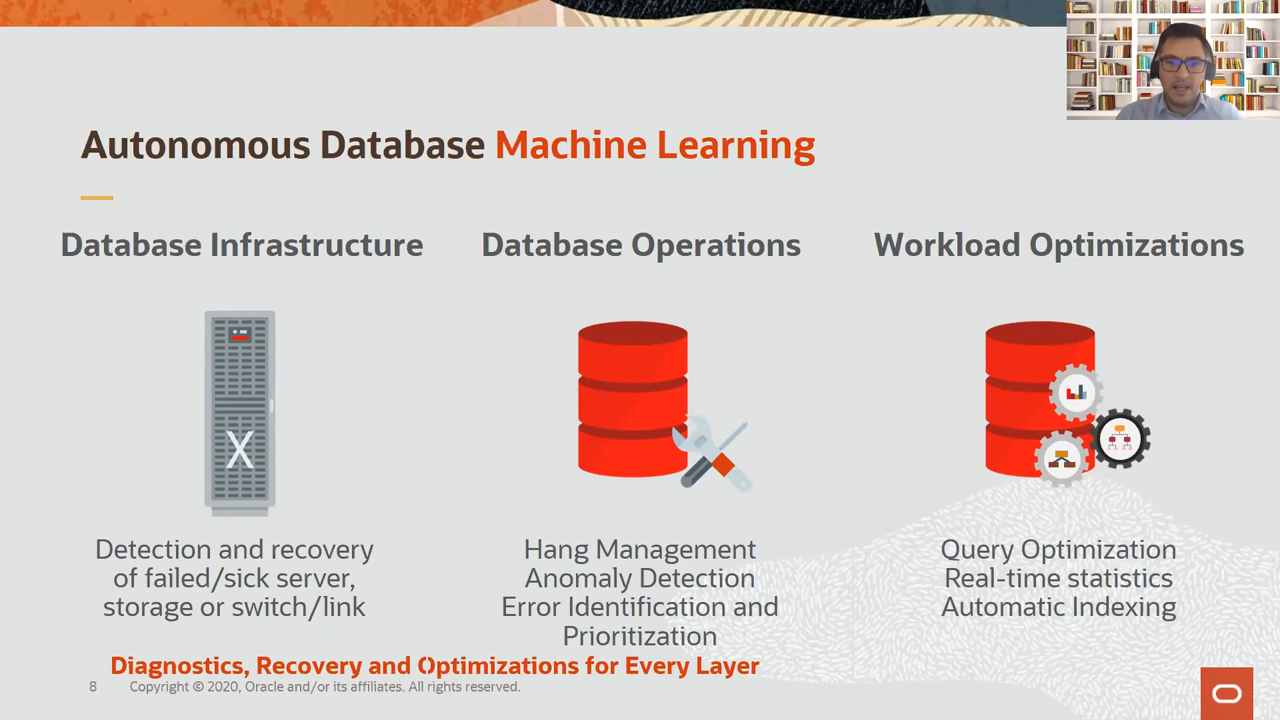 Autonomous Database Machine Learning
Database Infrastructure
Database Operations
Workload Optimizations
X
Detection and recovery
of failed/sick server,
storage or switch/link
Hang Management
Anomaly Detection
Error Identification and
Prioritization
Query Optimization
Real-time statistics
Automatic Indexing
Diagnostics, Recovery and Optimizations for Every Layer
8
Copyright © 2020, Oracle and/or its affiliates. All rights reserved.